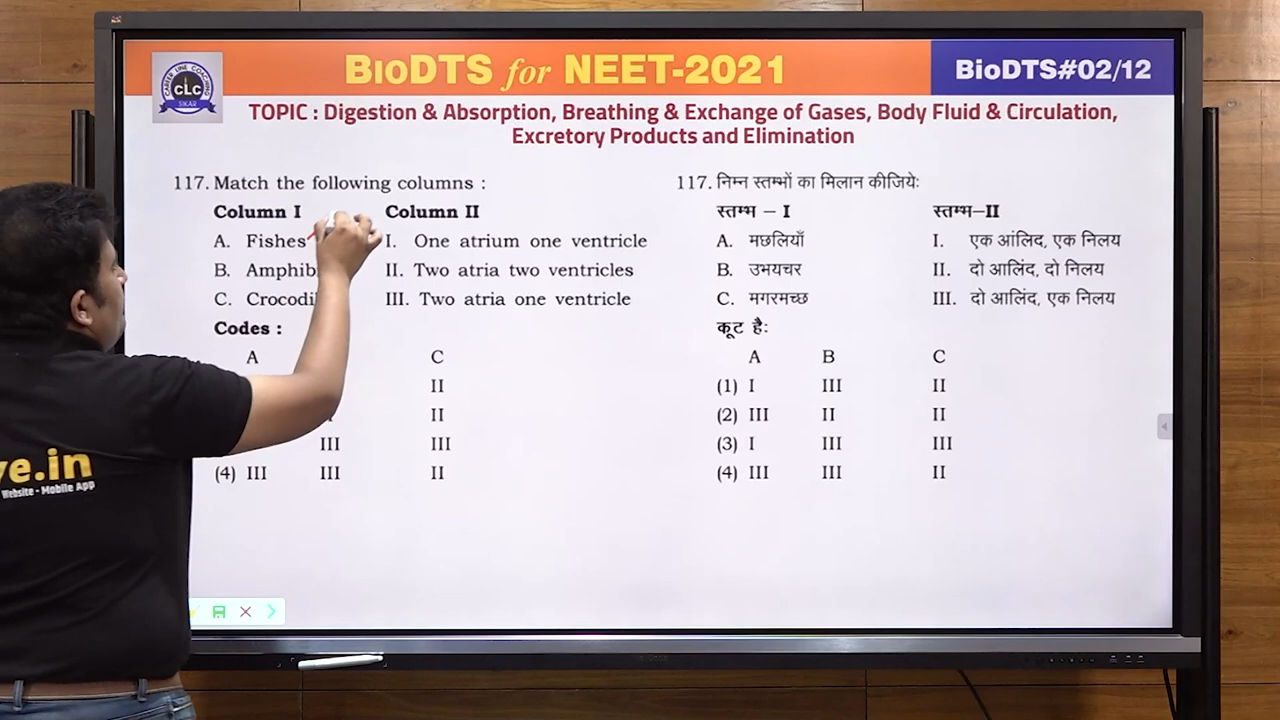 CAREER LINE COACHING
CLC
SIKAR
BIODTS for NEET-2021
BioDTS#02/12
TOPIC : Digestion & Absorption, Breathing & Exchange of Gases, Body Fluid & Circulation,
Excretory Products and Elimination
117. Match the following columns :
Column I Column II
A. Fishes I. One atrium one ventricle
B. Amphib II. Two atria two ventricles
C. Crocodi III. Two atria one ventricle
Codes :
A C
II
II
III III
(4) III III II
117. निम्न स्तम्भों का मिलान कीजियेः
स्तम्भ – I स्तम्भ–II
A. मछलियाँ I. एक आंलिद, एक निलय
B. उभयचर II. दो आलिंद, दो निलय
C. मगरमच्छ III. दो आलिंद, एक निलय
कूट हैः
A B C
(1) I III II
(2) III II II
(3) I III III
(4) III III II
ve.in
Website - Mobile App